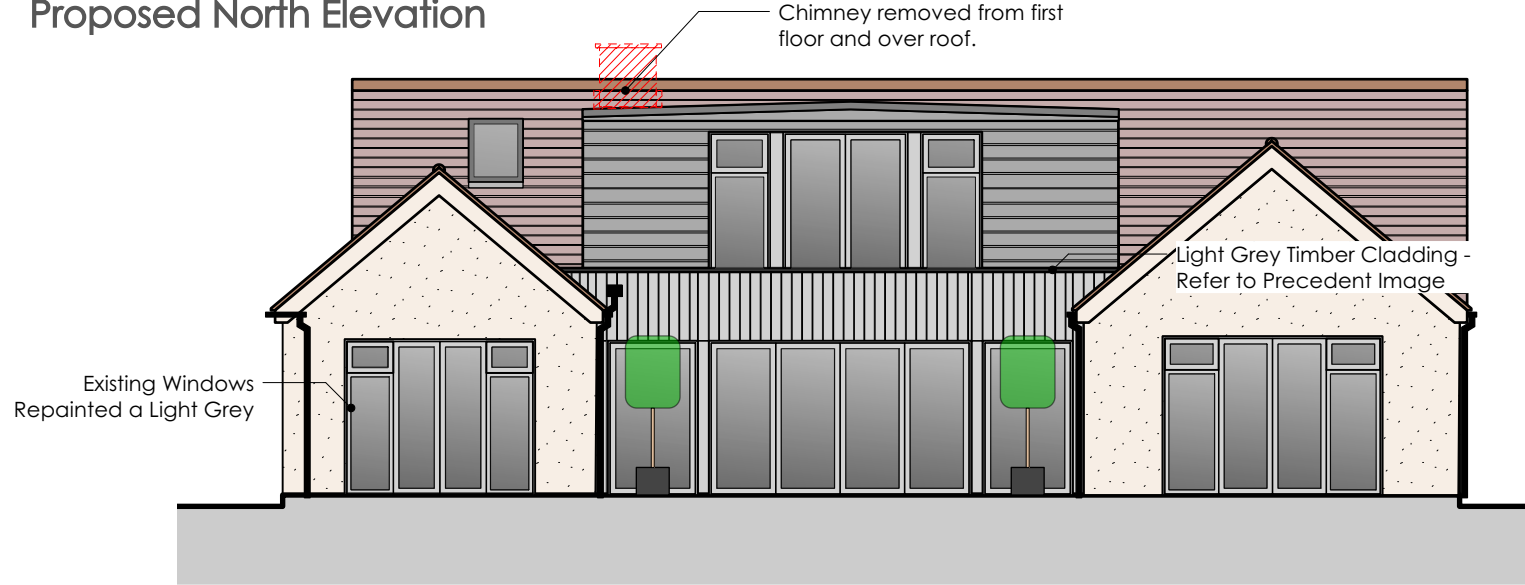 Proposed North Elevation
Chimney removed from first
floor and over roof.
Light Grey Timber Cladding -
Refer to Precedent Image
Existing Windows
Repainted a Light Grey